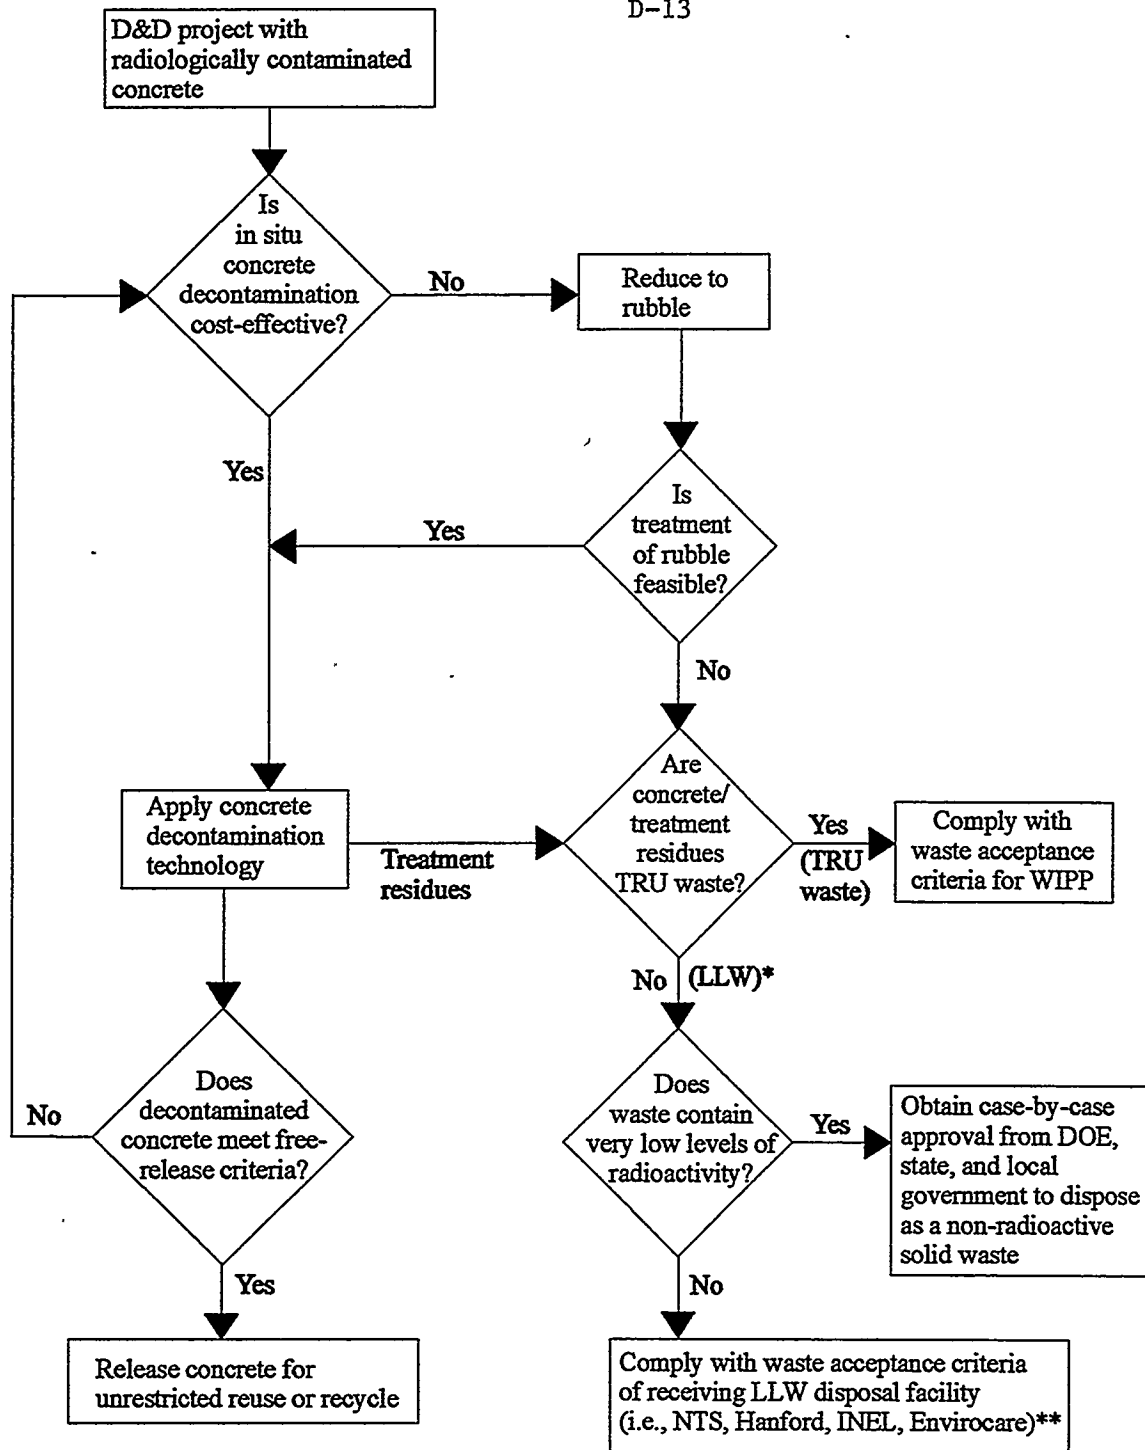 D-13
D&D project with
radiologically contaminated
concrete
Is
in situ
concrete
decontamination
cost-effective?
No
Reduce to
rubble
Yes
Is
treatment
of rubble
feasible?
Yes
No
Apply concrete
decontamination
technology
Treatment
residues
Are
concrete/
treatment
residues
TRU waste?
Yes
(TRU
waste)
Comply with
waste acceptance
criteria for WIPP
No (LLW)*
Does
decontaminated
concrete meet free-
release criteria?
No
Yes
Does
waste contain
very low levels of
radioactivity?
Yes
Obtain case-by-case
approval from DOE,
state, and local
government to dispose
as a non-radioactive
solid waste
No
Release concrete for
unrestricted reuse or recycle
Comply with waste acceptance criteria
of receiving LLW disposal facility
(i.e., NTS, Hanford, INEL, Envirocare)**